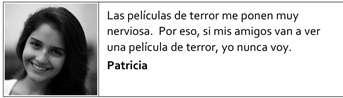 Las películas de terror me ponen muy
nerviosa.  Por eso, si mis amigos van a ver
una película de terror, yo nunca voy.
Patricia